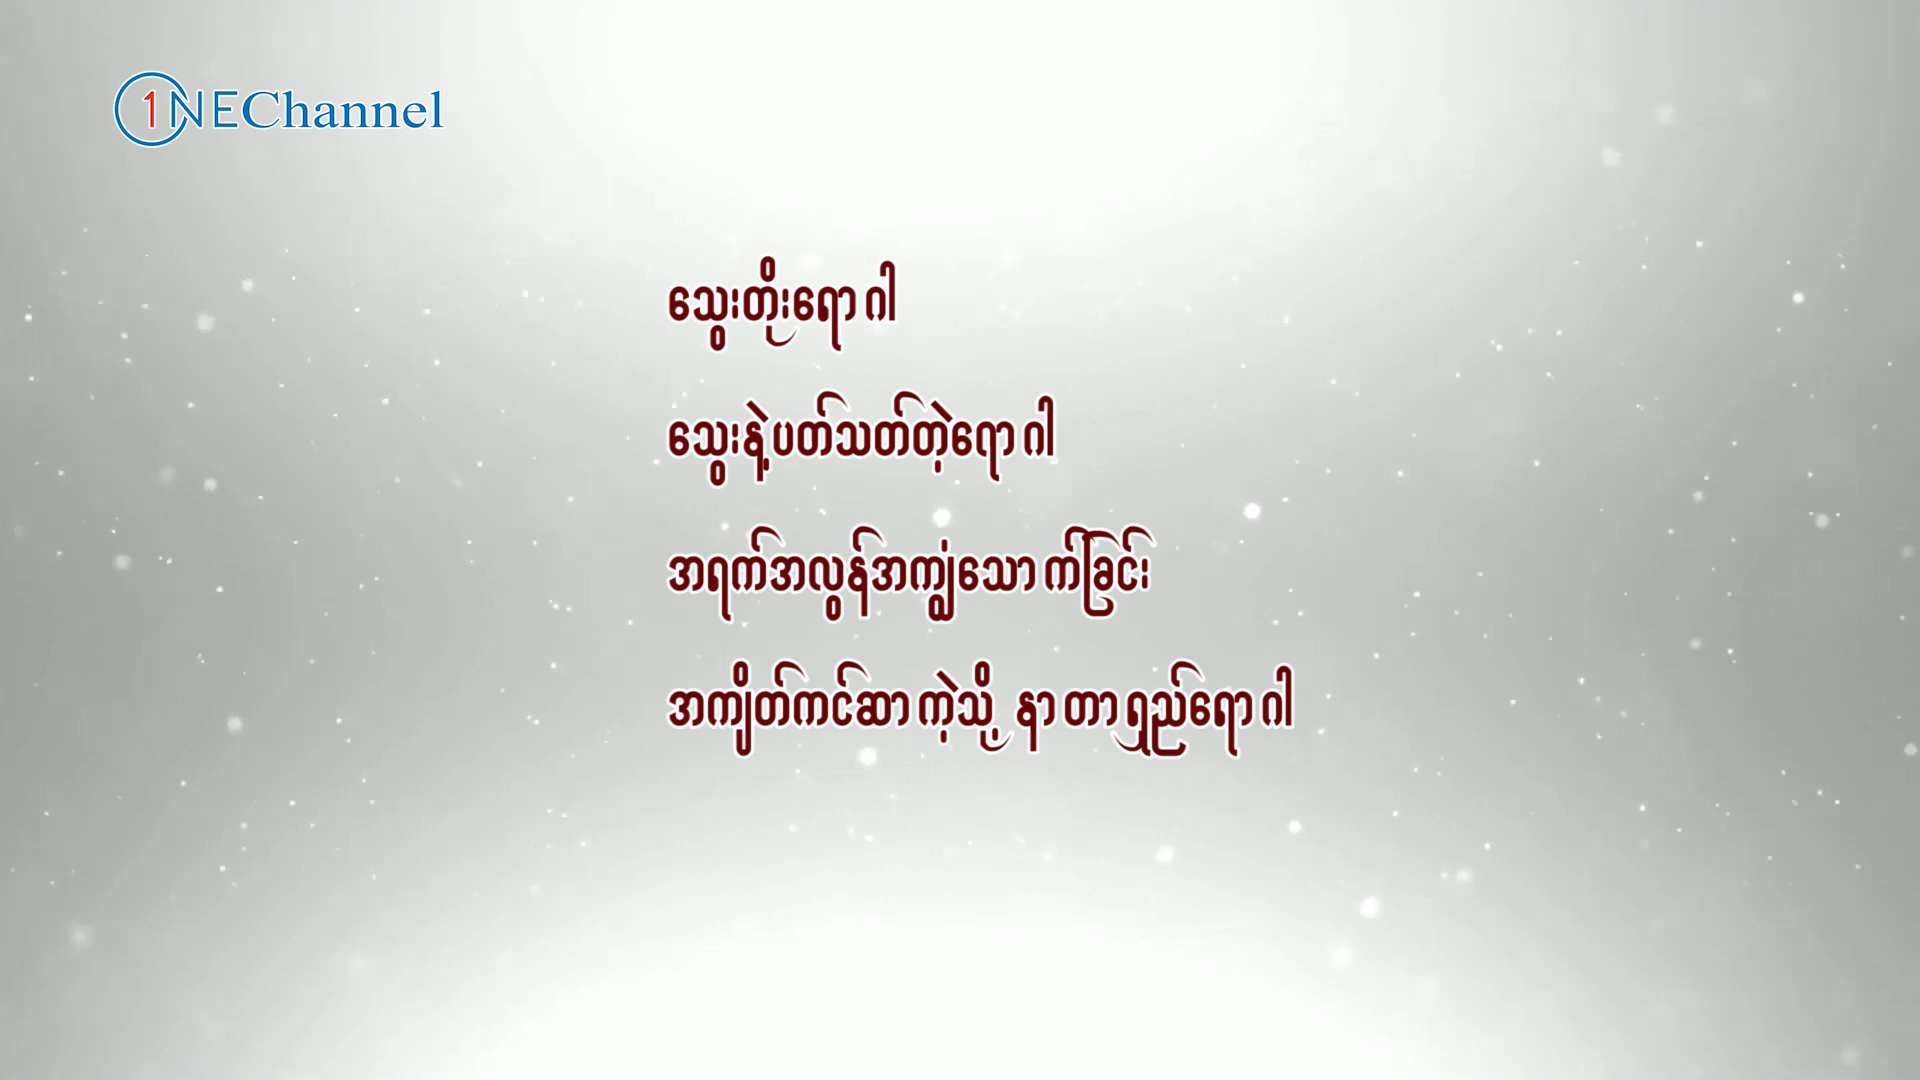 1NEChannel
သွေးတိုးရောဂါ
သွေးနဲ့ပတ်သတ်တဲ့ရောဂါ
အရက်အလွန်အကျွံသောက်ခြင်း
အကျိတ်ကင်ဆာကဲ့သို့ နာတာရှည်ရောဂါ